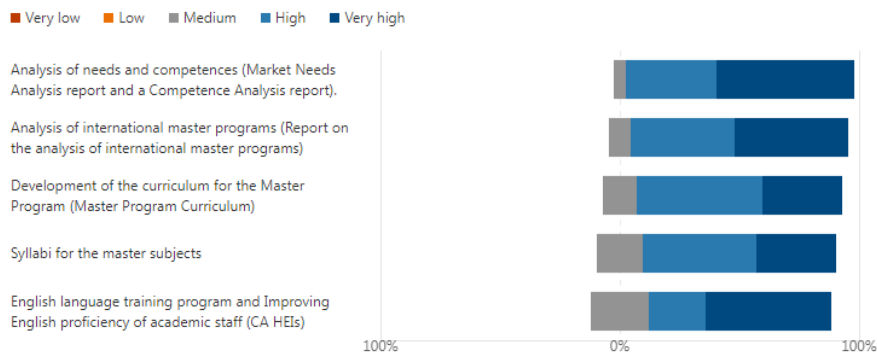 Very low Low Medium High Very high
Analysis of needs and competences (Market Needs
Analysis report and a Competence Analysis report).
Analysis of international master programs (Report on
the analysis of international master programs)
Development of the curriculum for the Master
Program (Master Program Curriculum)
Syllabi for the master subjects
English language training program and Improving
English proficiency of academic staff (CA HEIs)
100% 0% 100%